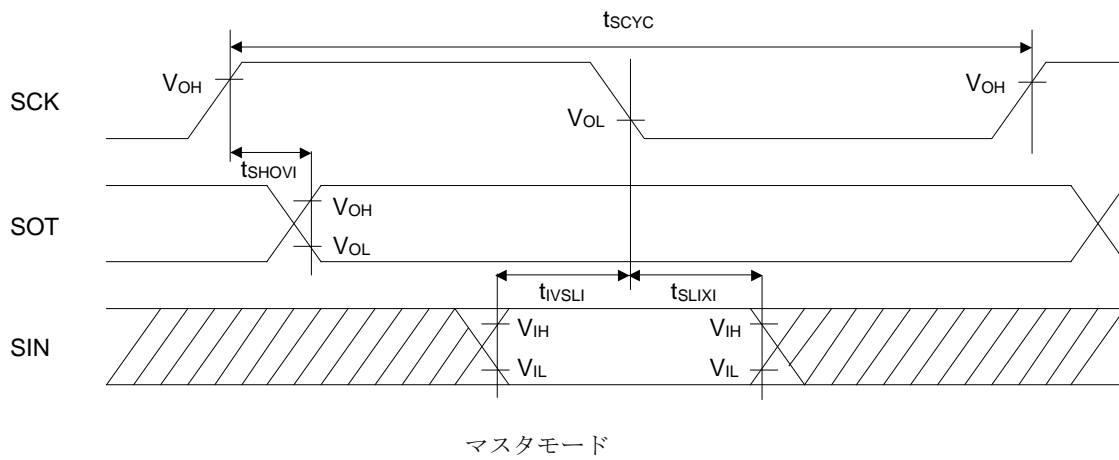 tSCYC
SCK
VOH
VOL
VOH
tSHOVI
SOT
VOH
VOL
tIVSLI
tSLIXI
SIN
VIH
VIL
VIH
VIL
マスタモード